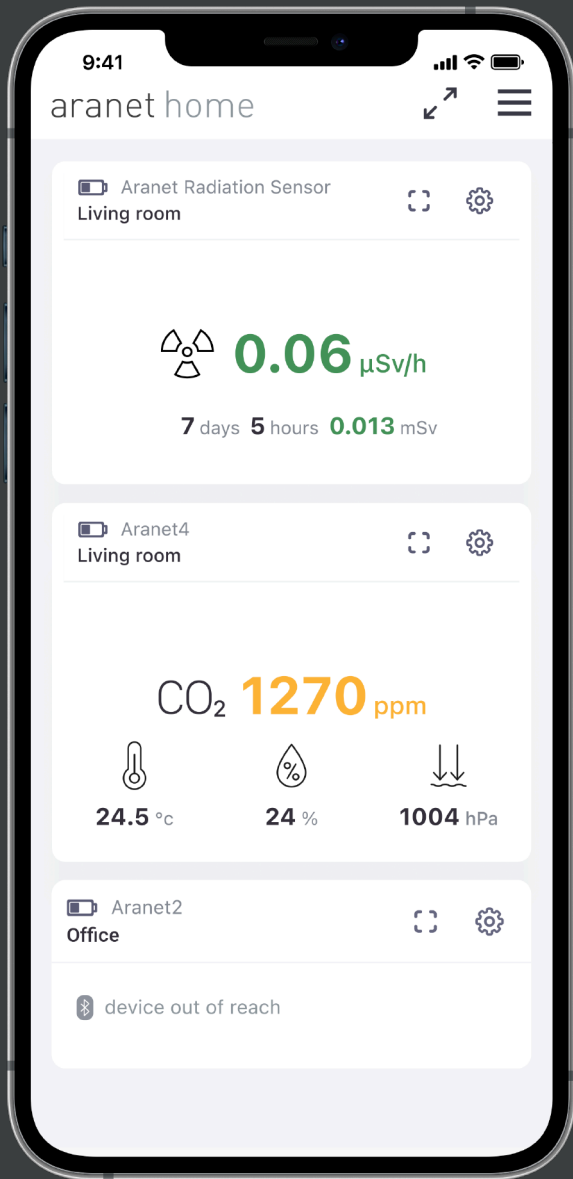 9:41
aranet home
Aranet Radiation Sensor
Living room
0.06 µSv/h
7 days 5 hours 0.013 mSv
Aranet4
Living room
CO₂ 1270 ppm
%
24.5 °c 24 % 1004 hPa
Aranet2
Office
device out of reach